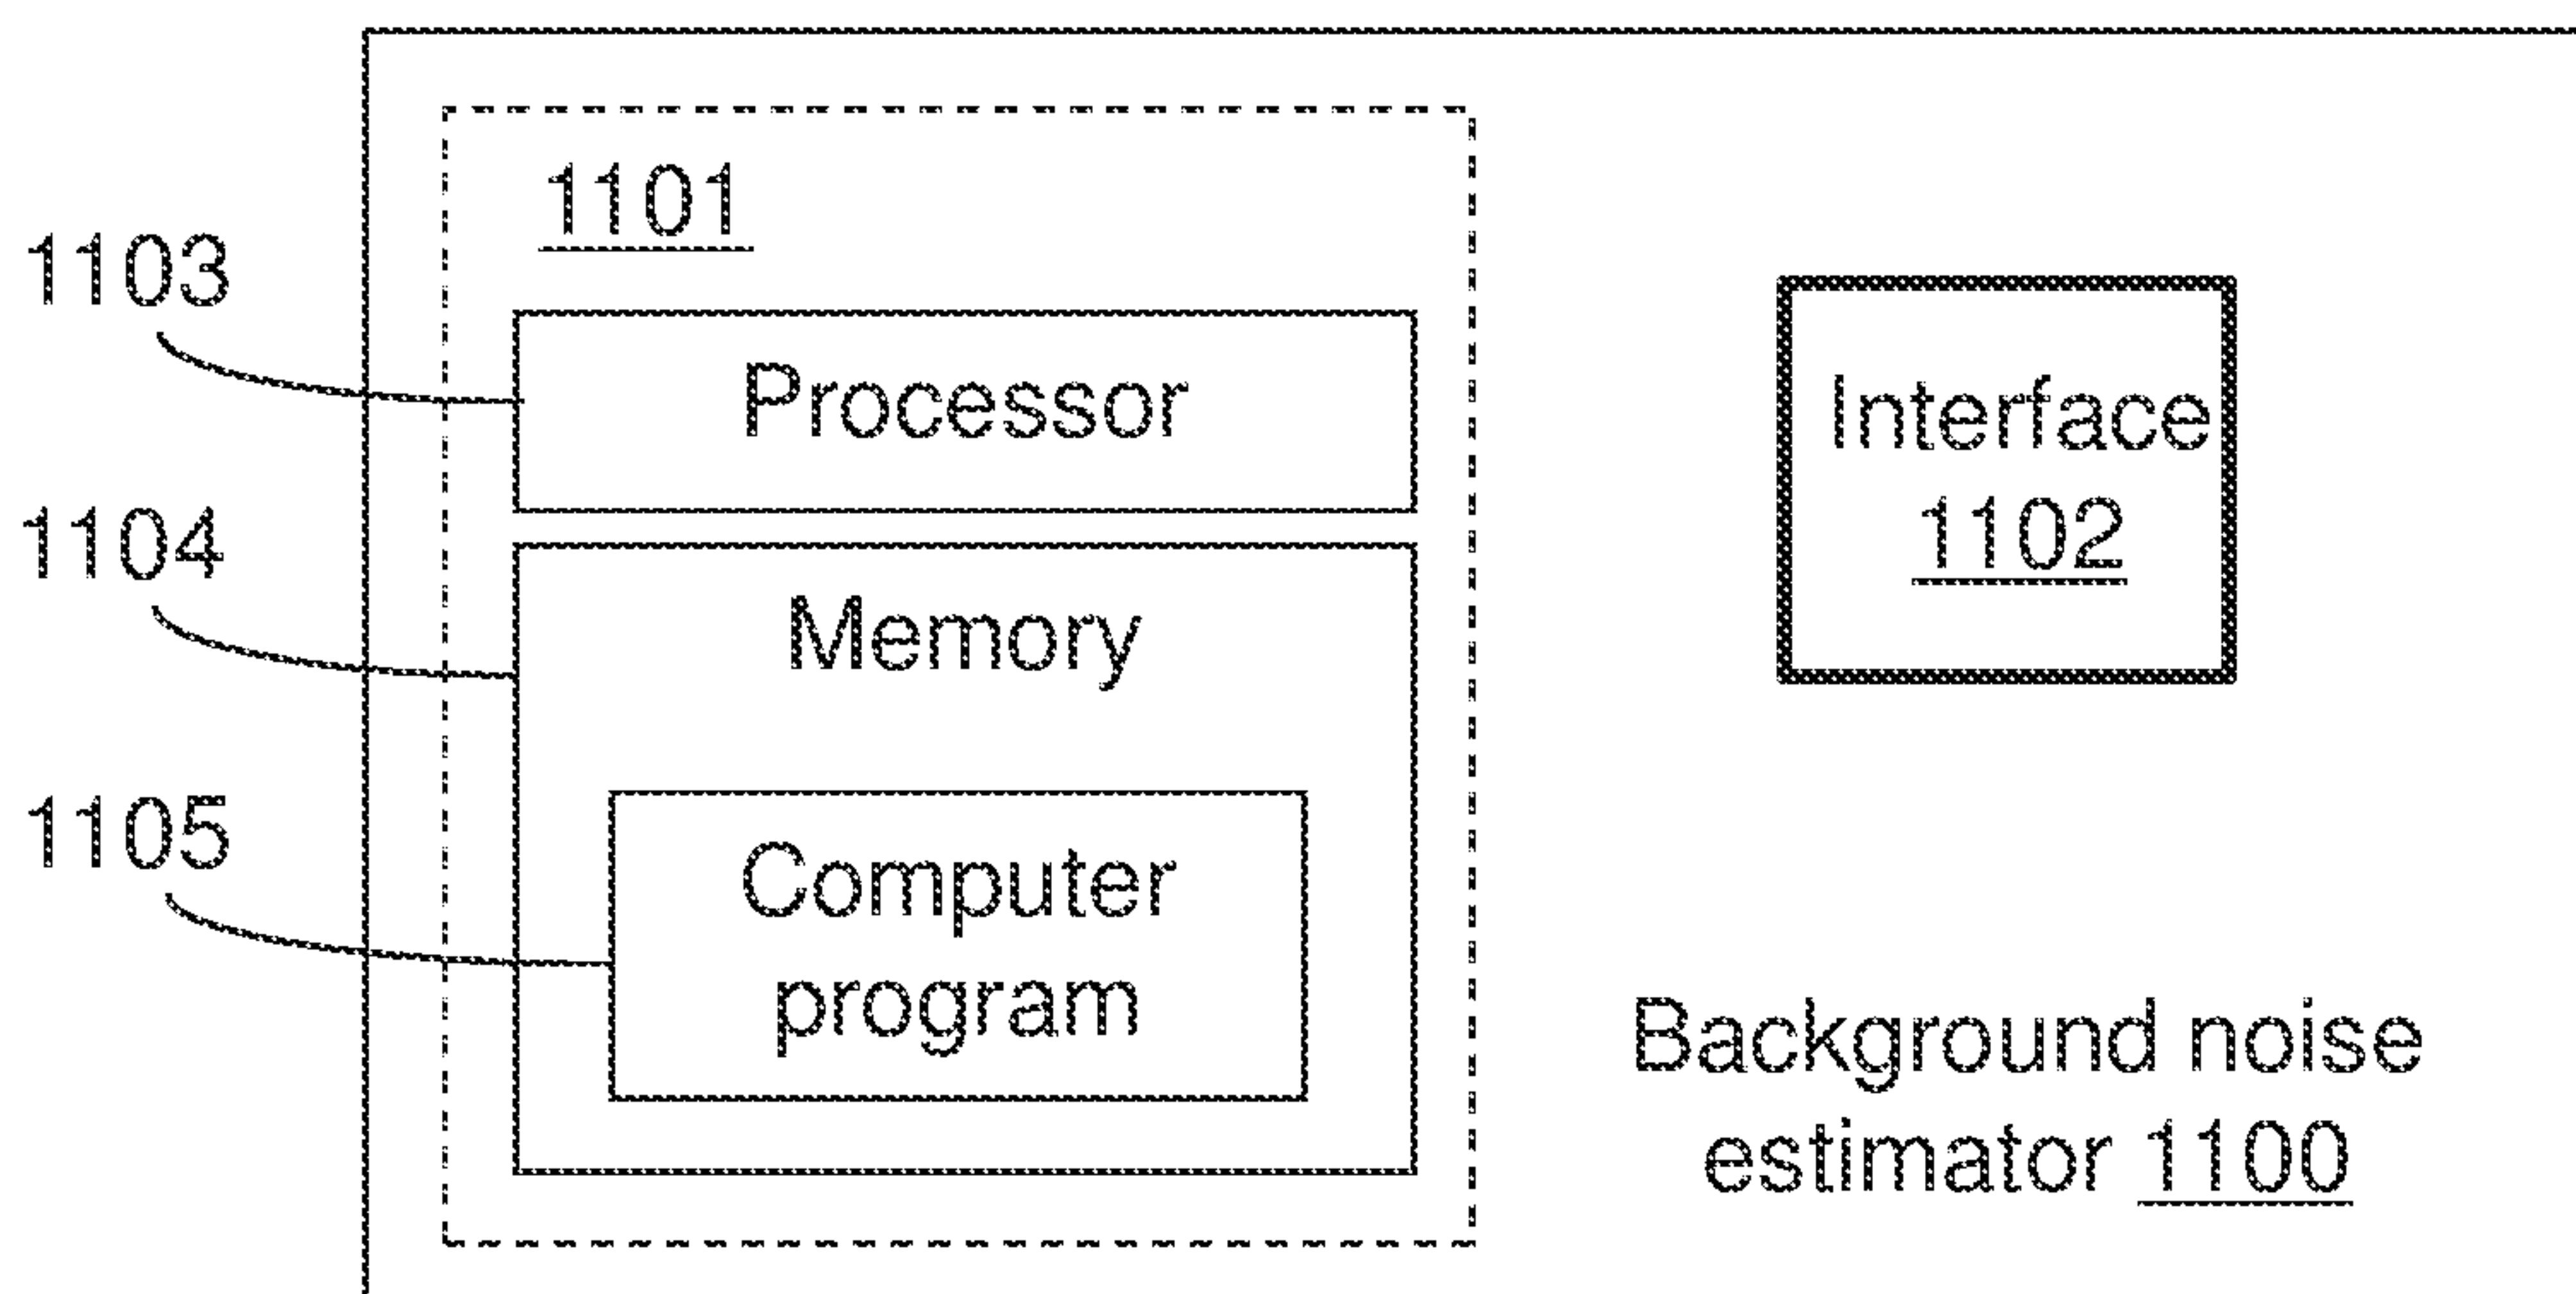 1101
1103
Processor
Interface
1102
1104
Memory
1105
Computer
program
Background noise
estimator 1100